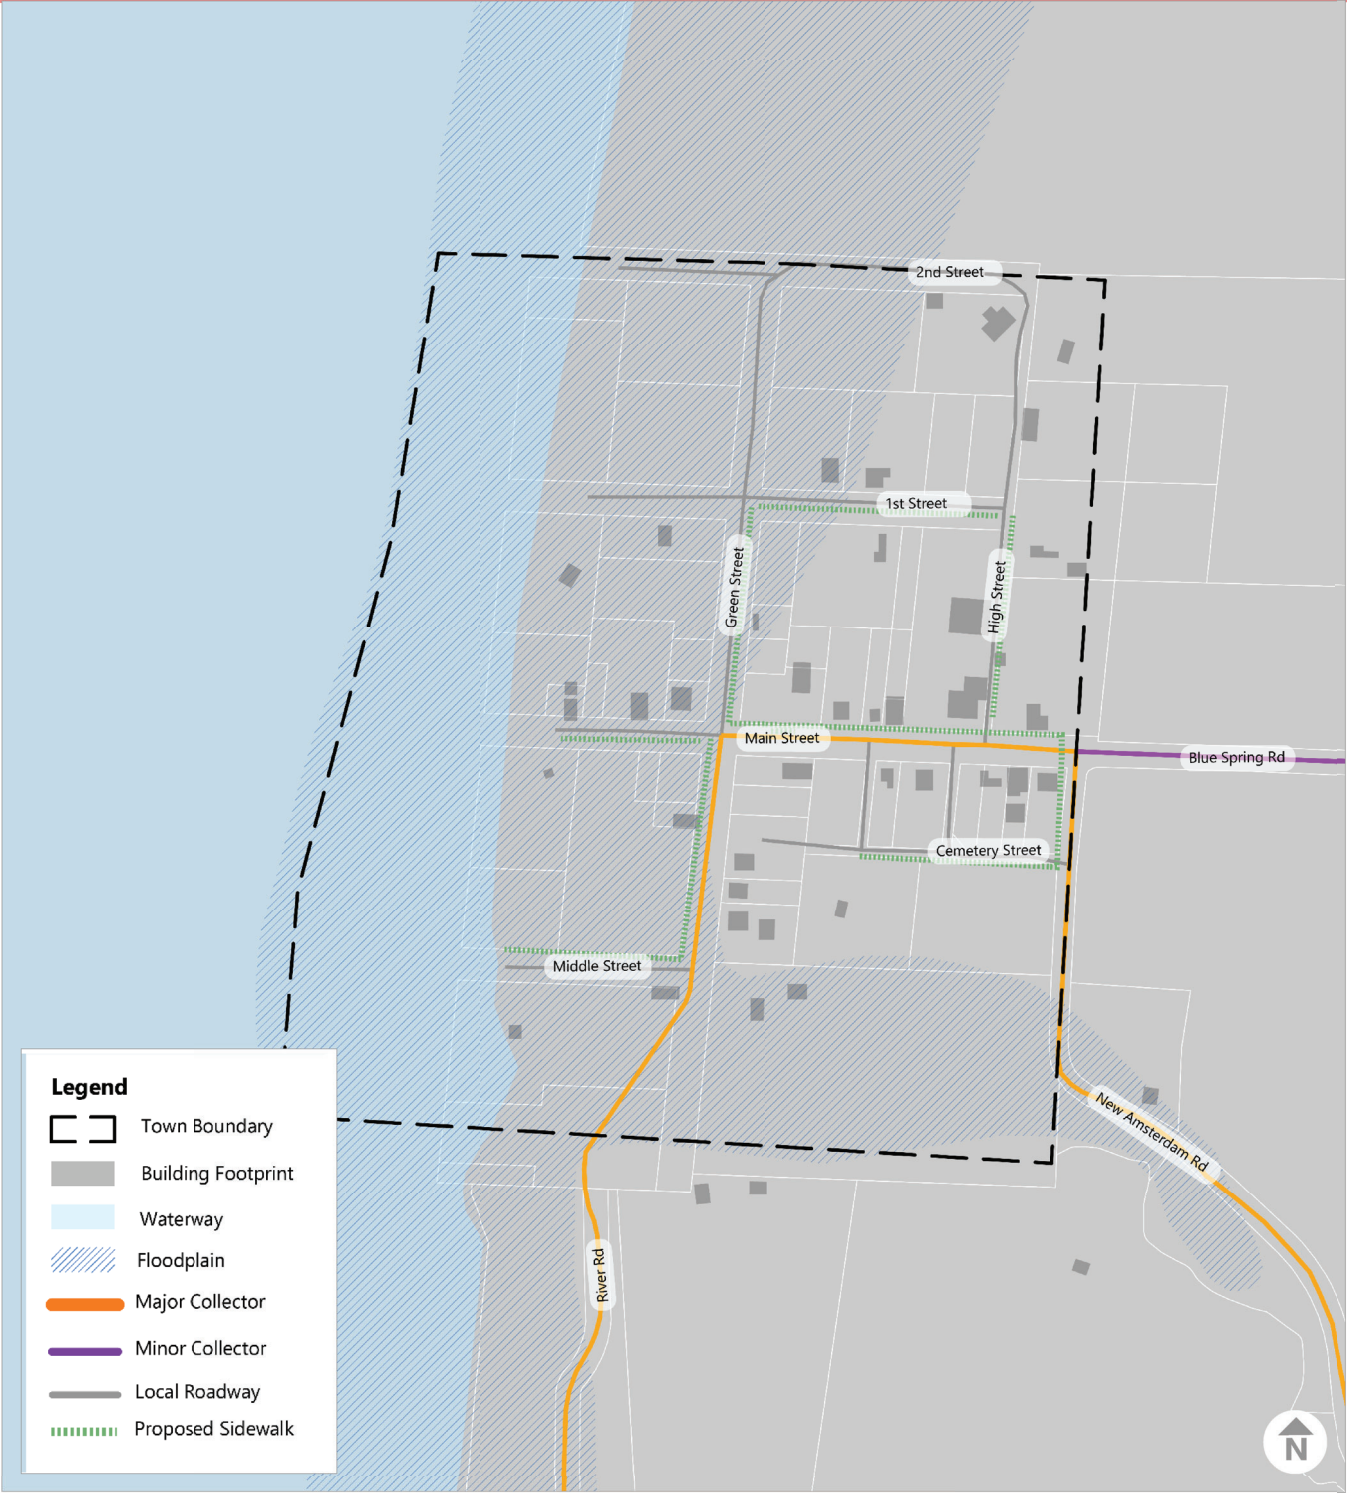 2nd Street
1st Street
Green Street
High Street
Main Street
Blue Spring Rd
Cemetery Street
Middle Street
New Amsterdam Rd
River Rd
Legend
Town Boundary
Building Footprint
Waterway
Floodplain
Major Collector
Minor Collector
Local Roadway
Proposed Sidewalk
N